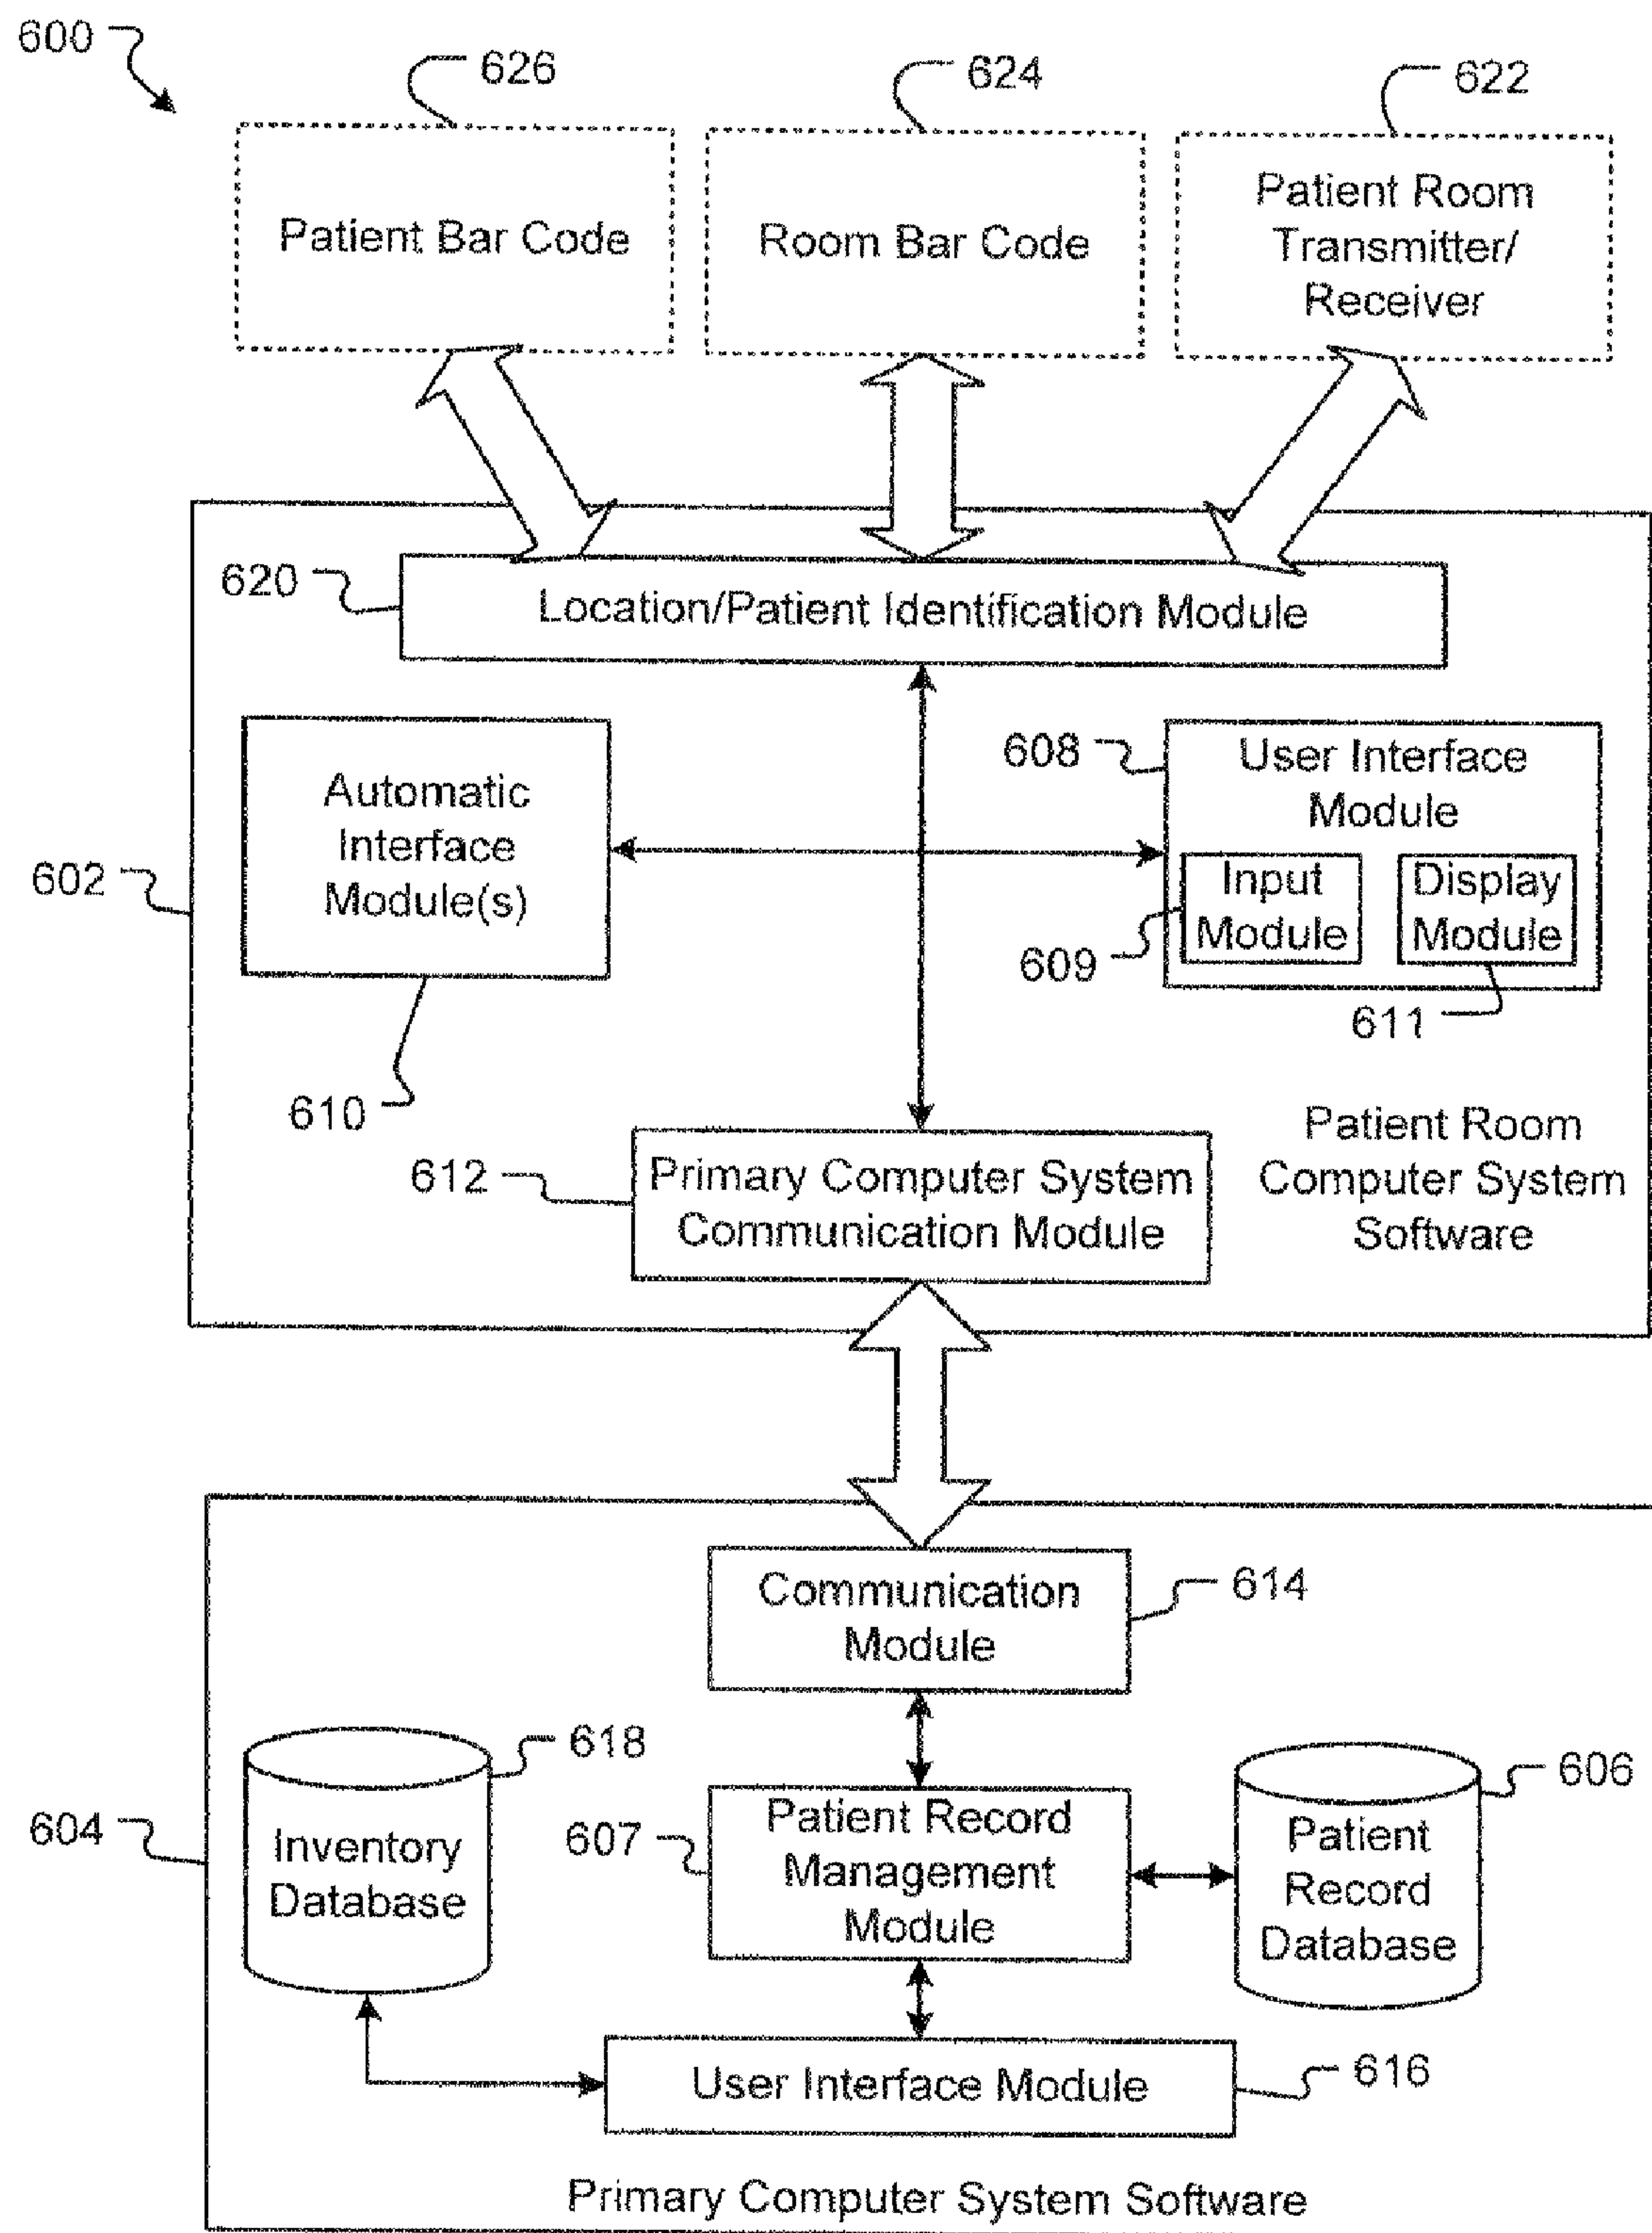 600
626
624
622
Patient Bar Code
Room Bar Code
Patient Room
Transmitter/
Receiver
620
Location/Patient Identification Module
Automatic
Interface
Module(s)
608
User Interface
Module
602
Input
Module
Display
Module
609
611
610
Patient Room
Computer System
Software
612
Primary Computer System
Communication Module
Communication
Module
614
618
606
604
Inventory
Database
607
Patient Record
Management
Module
Patient
Record
Database
User Interface Module
616
Primary Computer System Software